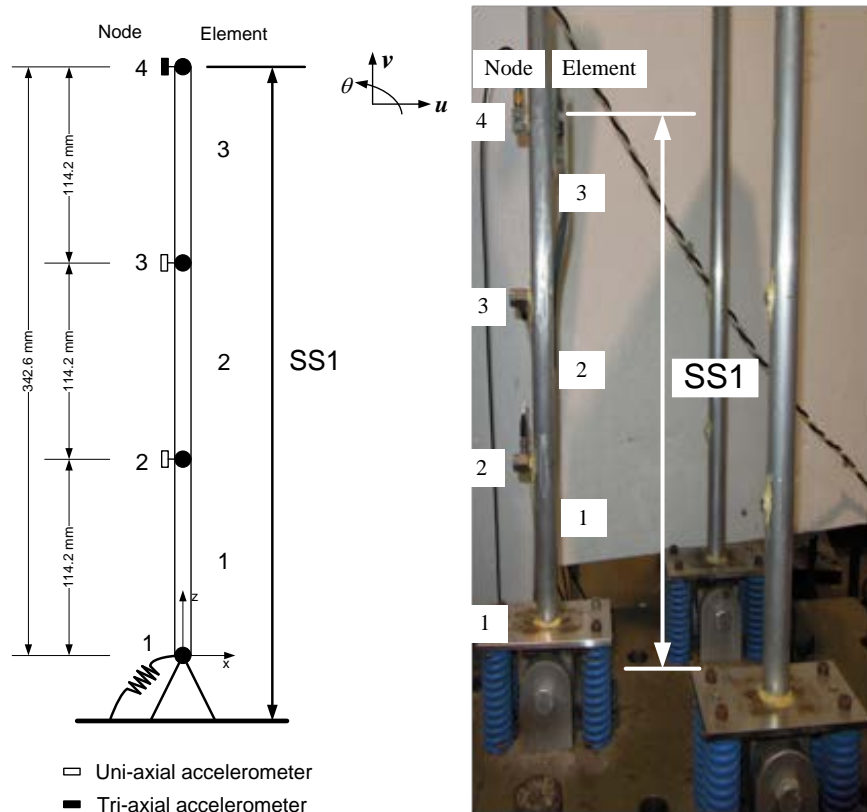 Node Element
4
v
θ
u
3
114.2 mm
3
342.6 mm
114.2 mm
2
SS1
2
114.2 mm
1
z
1
x
Uni-axial accelerometer
Tri-axial accelerometer
Node Element
4
3
3
2
SS1
2
1
1